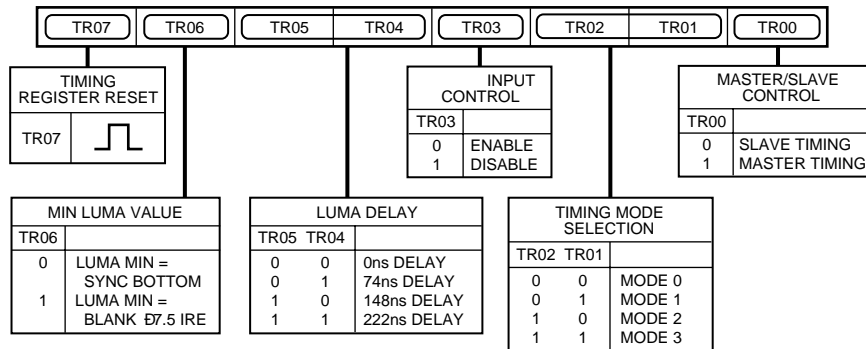 TR07 TR06 TR05 TR04 TR03 TR02 TR01 TR00
TIMING
REGISTER RESET
TR07
INPUT
CONTROL
TR03
0 ENABLE
1 DISABLE
MASTER/SLAVE
CONTROL
TR00
0 SLAVE TIMING
1 MASTER TIMING
MIN LUMA VALUE
TR06
0 LUMA MIN =
SYNC BOTTOM
1 LUMA MIN =
BLANK Ð7.5 IRE
LUMA DELAY
TR05 TR04
0 0 0ns DELAY
0 1 74ns DELAY
1 0 148ns DELAY
1 1 222ns DELAY
TIMING MODE
SELECTION
TR02 TR01
0 0 MODE 0
0 1 MODE 1
1 0 MODE 2
1 1 MODE 3